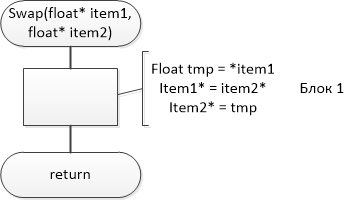 Swap(float* item1,
float* item2)
Float tmp = *item1
Item1* = item2*
Item2* = tmp
Блок 1
return